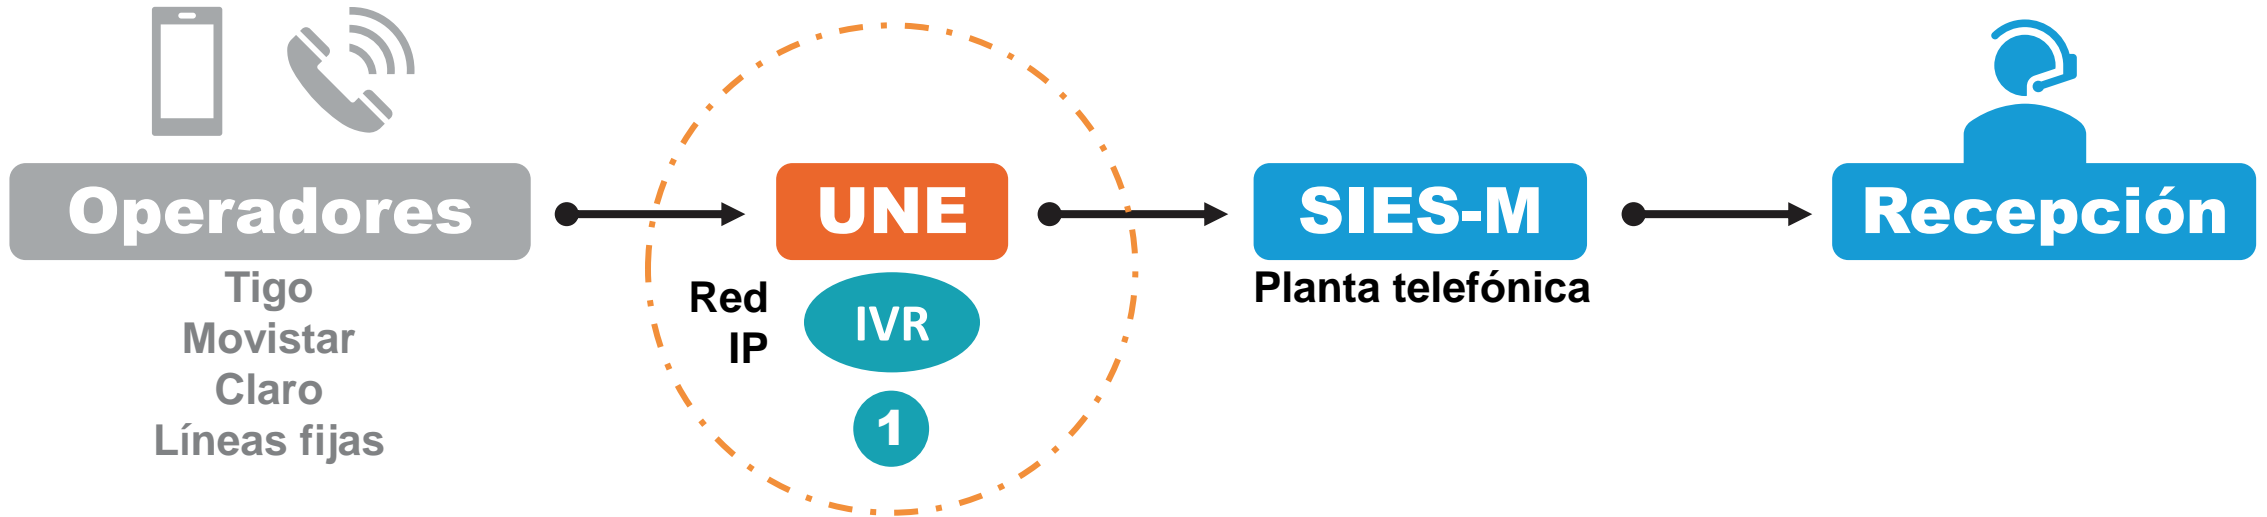 Operadores
Tigo
Movistar
Claro
Líneas fijas
UNE
Red
IP
IVR
1
SIES-M
Planta telefónica
Recepción